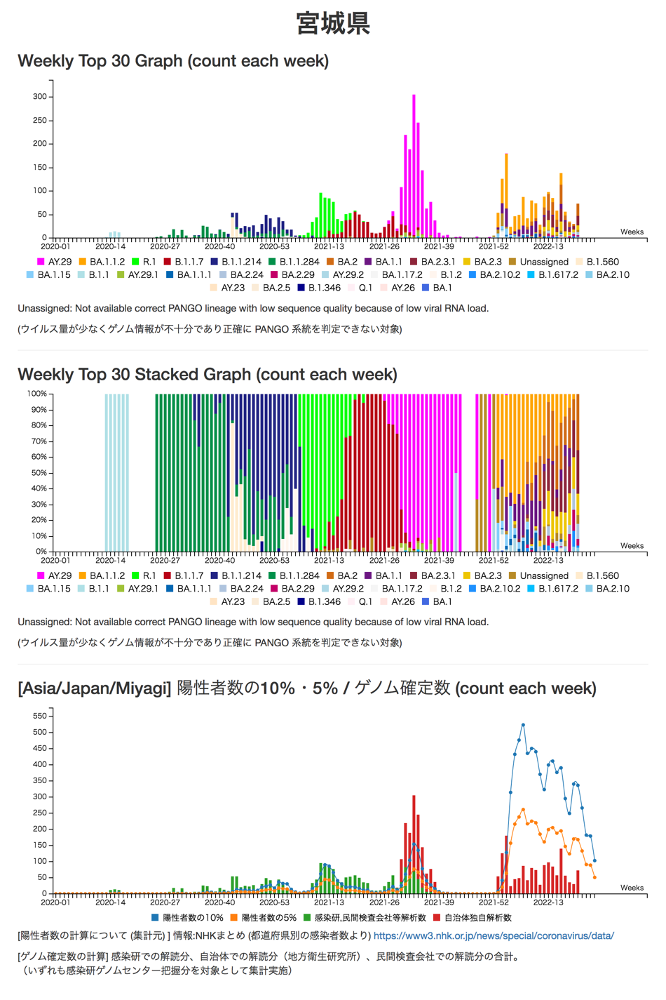 宮城県
Weekly Top 30 Graph (count each week)
300
250
200
150
100
50
0
Weeks
2020-01 2020-14 2020-27 2020-40 2020-53 2021-13 2021-26 2021-39 2021-52 2022-13
AY.29 BA.1.1.2 R.1 B.1.1.7 B.1.1.214 B.1.1.284 BA.2 BA.1.1 BA.2.3.1 BA.2.3 Unassigned B.1.560
BA.1.15 B.1.1 AY.29.1 BA.1.1.1 BA.2.24 BA.2.29 AY.29.2 BA.1.17.2 B.1.2 BA.2.10.2 B.1.617.2 BA.2.10
AY.23 BA.2.5 B.1.346 Q.1 AY.26 BA.1
Unassigned: Not available correct PANGO lineage with low sequence quality because of low viral RNA load.
(ウイルス量が少なくゲノム情報が不十分であり正確に PANGO 系統を判定できない対象)
Weekly Top 30 Stacked Graph (count each week)
100%
90%
80%
70%
60%
50%
40%
30%
20%
10%
0%
Weeks
2020-01 2020-14 2020-27 2020-40 2020-53 2021-13 2021-26 2021-39 2021-52 2022-13
AY.29 BA.1.1.2 R.1 B.1.1.7 B.1.1.214 B.1.1.284 BA.2 BA.1.1 BA.2.3.1 BA.2.3 Unassigned B.1.560
BA.1.15 B.1.1 AY.29.1 BA.1.1.1 BA.2.24 BA.2.29 AY.29.2 BA.1.17.2 B.1.2 BA.2.10.2 B.1.617.2 BA.2.10
AY.23 BA.2.5 B.1.346 Q.1 AY.26 BA.1
Unassigned: Not available correct PANGO lineage with low sequence quality because of low viral RNA load.
(ウイルス量が少なくゲノム情報が不十分であり正確に PANGO 系統を判定できない対象)
[Asia/Japan/Miyagi] 陽性者数の10%・5% / ゲノム確定数 (count each week)
550
500
450
400
350
300
250
200
150
100
50
0
Weeks
2020-01 2020-14 2020-27 2020-40 2020-53 2021-13 2021-26 2021-39 2021-52 2022-13
陽性者数の10% 陽性者数の5% 感染研,民間検査会社等解析数 自治体独自解析数
[陽性者数の計算について (集計元) ] 情報:NHKまとめ (都道府県別の感染者数より) https://www3.nhk.or.jp/news/special/coronavirus/data/
[ゲノム確定数の計算] 感染研での解読分、自治体での解読分（地方衛生研究所）、民間検査会社での解読分の合計。
（いずれも感染研ゲノムセンター把握分を対象として集計実施）